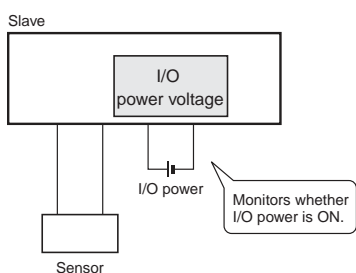 Slave
I/O
power voltage
I/O power
Monitors whether
I/O power is ON.
Sensor